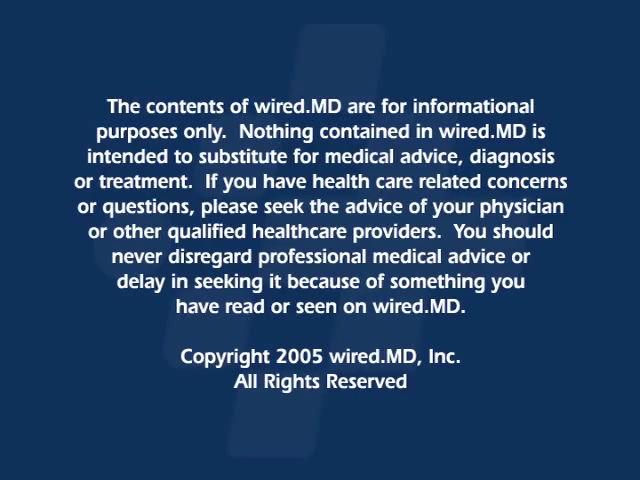 The contents of wired.MD are for informational
purposes only.  Nothing contained in wired.MD is
intended to substitute for medical advice, diagnosis
or treatment.  If you have health care related concerns
or questions, please seek the advice of your physician
or other qualified healthcare providers.  You should
never disregard professional medical advice or
delay in seeking it because of something you
have read or seen on wired.MD.
Copyright 2005 wired.MD, Inc.
All Rights Reserved